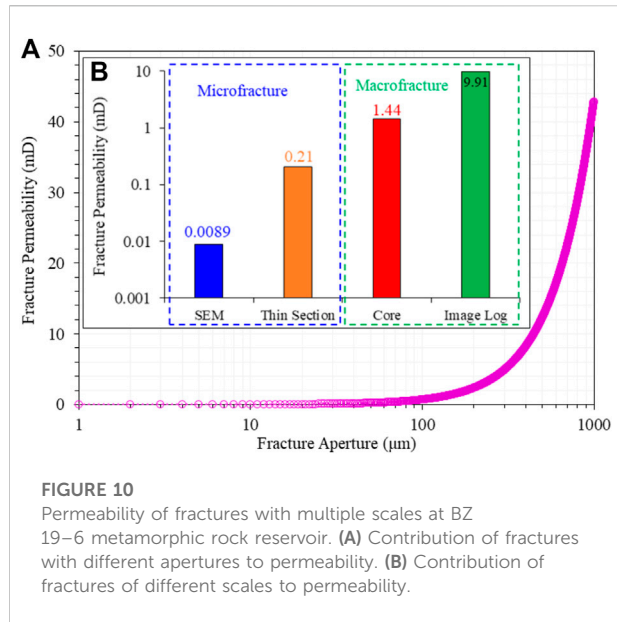 A
B
Fracture Permeability (mD)
50
40
30
20
10
0
Fracture Permeability (mD)
10
1
0.1
0.01
0.001
Microfracture
Macrofracture
0.0089
0.21
1.44
9.91
SEM
Thin Section
Core
Image Log
1
10
100
1000
Fracture Aperture (μm)
FIGURE 10
Permeability of fractures with multiple scales at BZ
19–6 metamorphic rock reservoir. (A) Contribution of fractures
with different apertures to permeability. (B) Contribution of
fractures of different scales to permeability.